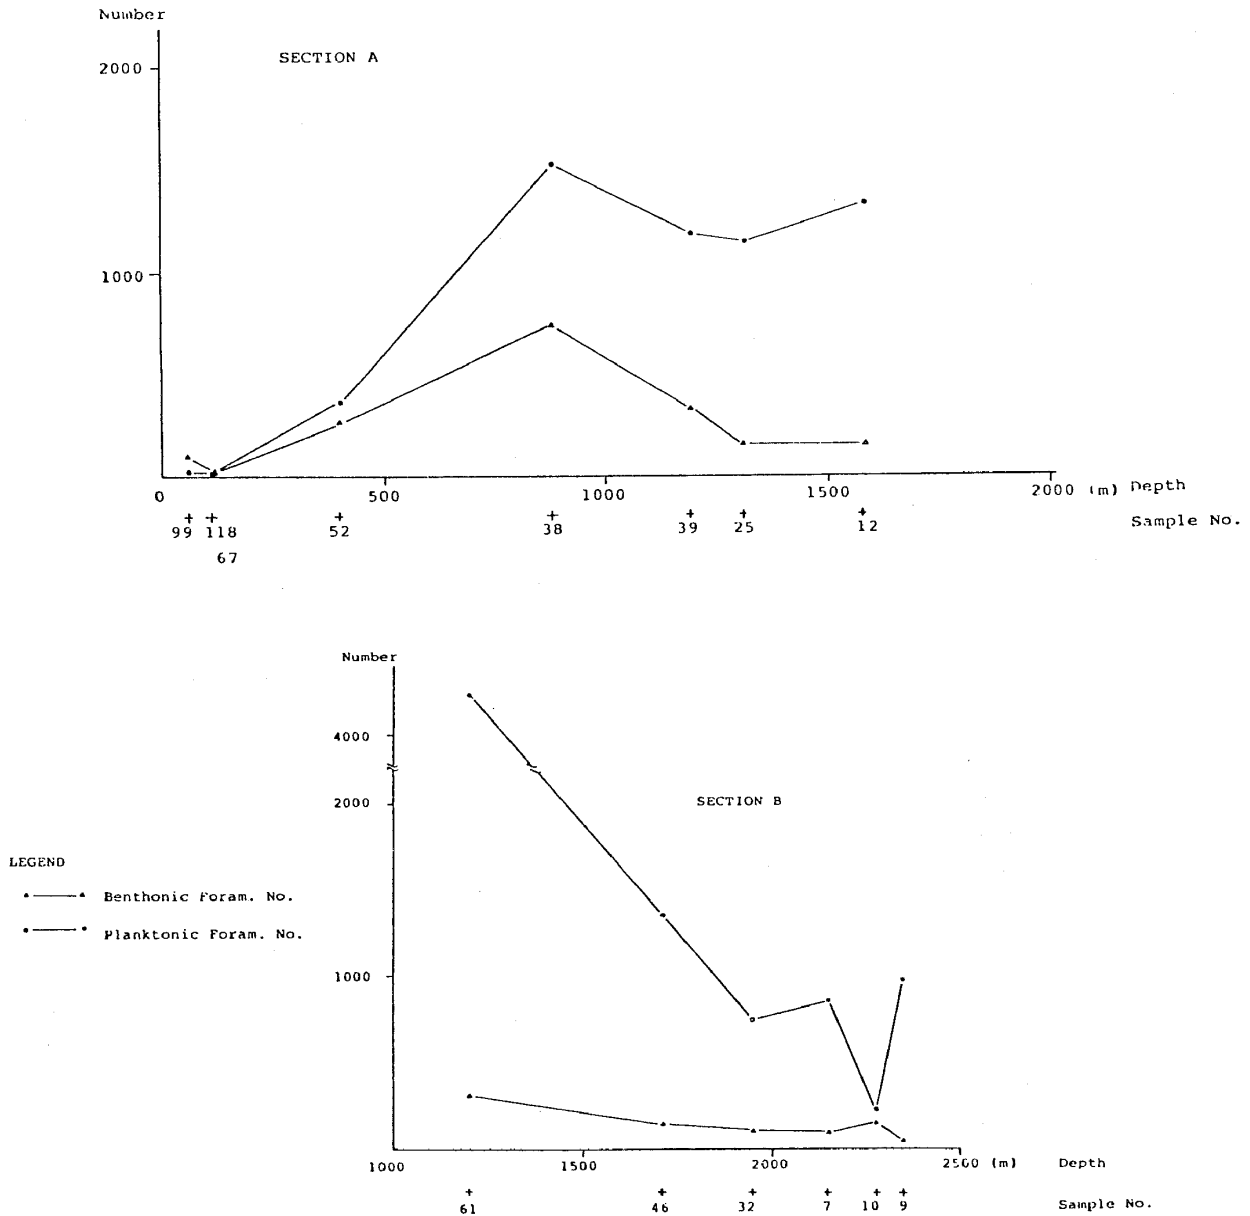 Number
SECTION A
2000
1000
0 500 1000 1500 2000 (m) Depth
+ + + + + + +
99 118 52 38 39 25 12 Sample No.
67
Number
4000
2000
SECTION B
LEGEND
Benthonic Foram. No.
Planktonic Foram. No.
1000
1000 1500 2000 2500 (m) Depth
+ + + + + +
61 46 32 7 10 9 Sample No.